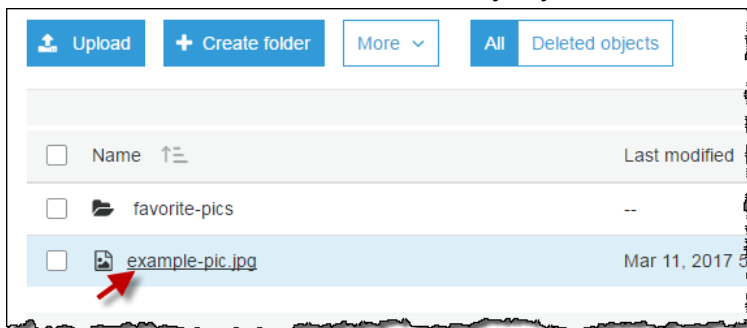 Upload Create folder More All Deleted objects
Name Last modified
favorite-pics --
example-pic.jpg Mar 11, 2017